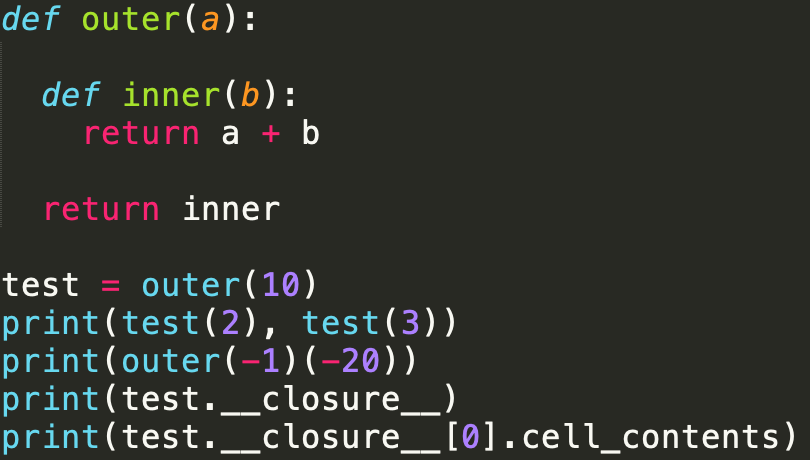 def outer(a):
  def inner(b):
    return a + b
  return inner
test = outer(10)
print(test(2), test(3))
print(outer(-1)(-20))
print(test.__closure__)
print(test.__closure__[0].cell_contents)